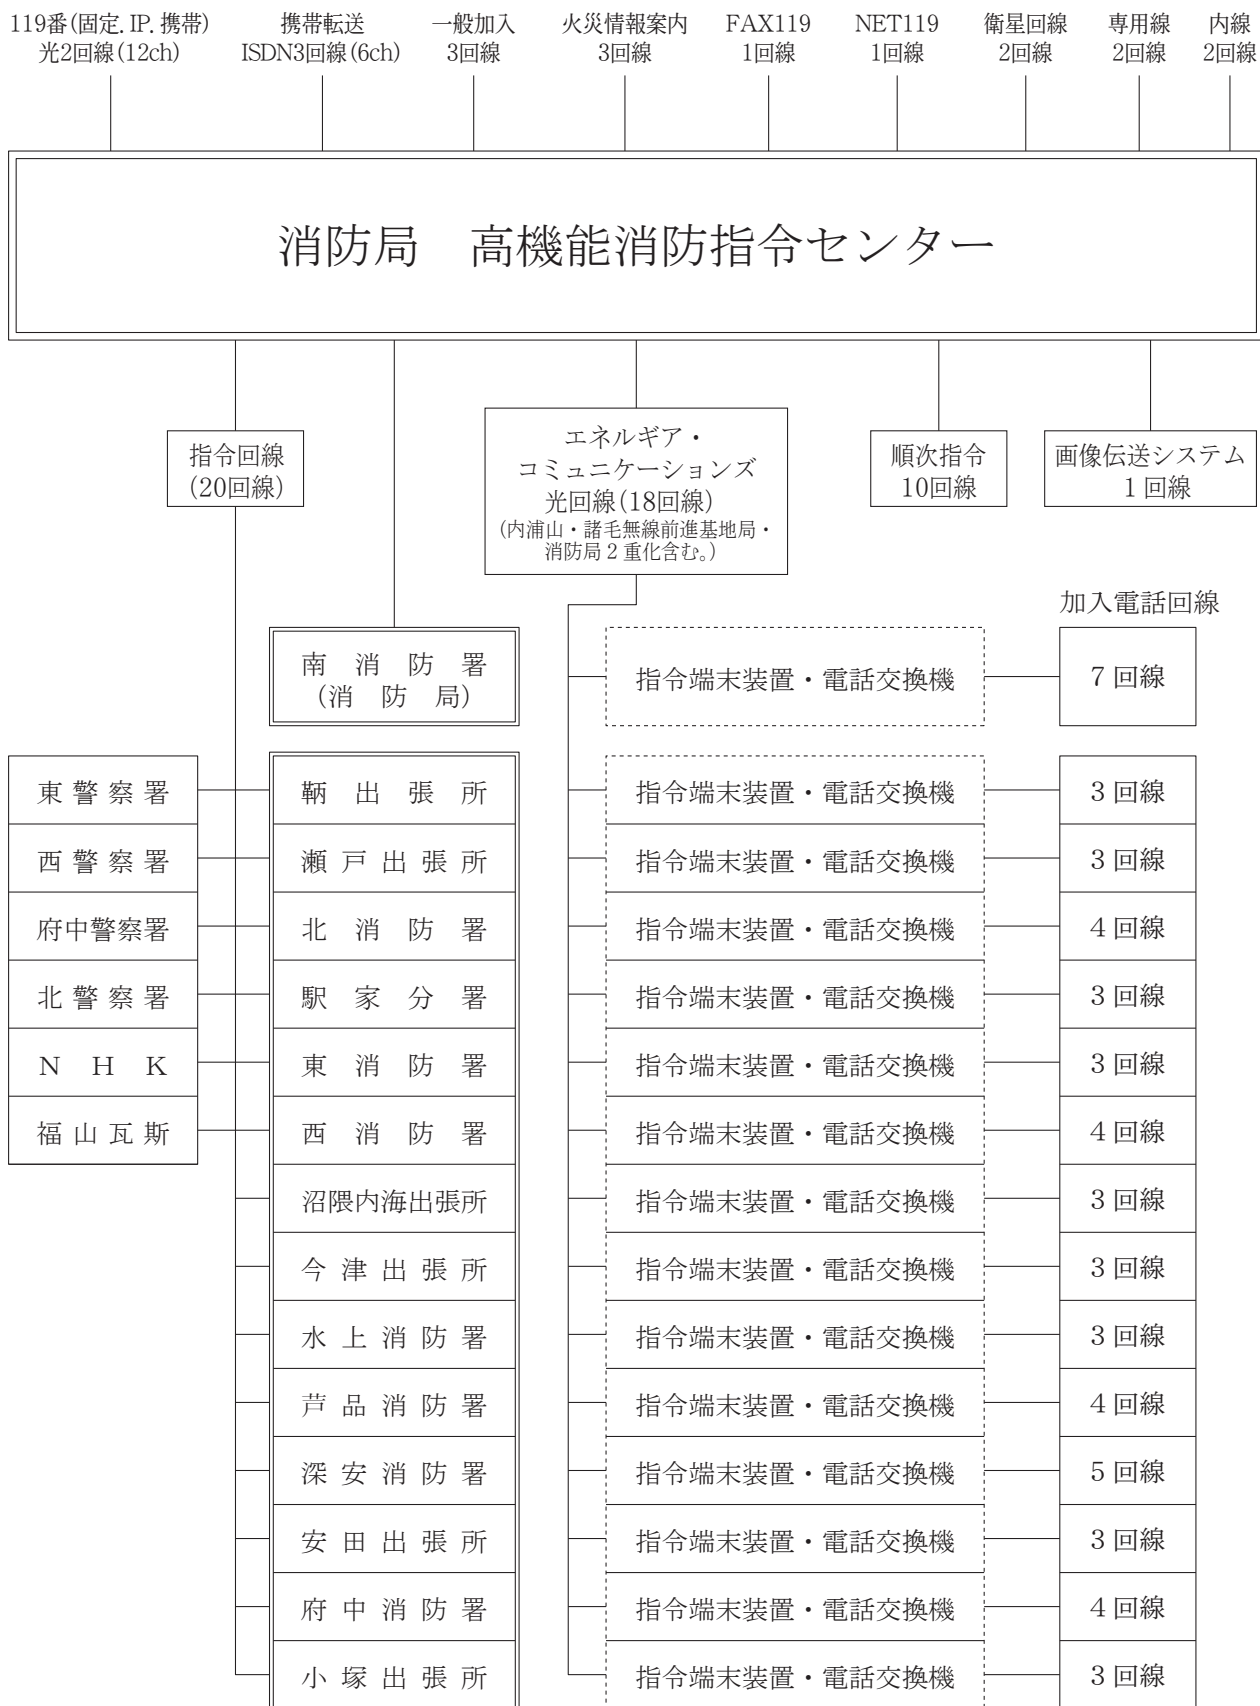 119番(固定. IP. 携帯)
光2回線(12ch)
携帯転送
ISDN3回線(6ch)
一般加入
3回線
火災情報案内
3回線
FAX119
1回線
NET119
1回線
衛星回線
2回線
専用線
2回線
内線
2回線
消防局　高機能消防指令センター
指令回線
(20回線)
エネルギア・
コミュニケーションズ
光回線(18回線)
(内浦山・諸毛無線前進基地局・
消防局２重化含む。)
順次指令
10回線
画像伝送システム
１回線
加入電話回線
南消防署
(消防局)
指令端末装置・電話交換機
７回線
東警察署
鞆出張所
指令端末装置・電話交換機
３回線
西警察署
瀬戸出張所
指令端末装置・電話交換機
３回線
府中警察署
北消防署
指令端末装置・電話交換機
４回線
北警察署
駅家分署
指令端末装置・電話交換機
３回線
ＮＨＫ
東消防署
指令端末装置・電話交換機
３回線
福山瓦斯
西消防署
指令端末装置・電話交換機
４回線
沼隈内海出張所
指令端末装置・電話交換機
３回線
今津出張所
指令端末装置・電話交換機
３回線
水上消防署
指令端末装置・電話交換機
３回線
芦品消防署
指令端末装置・電話交換機
４回線
深安消防署
指令端末装置・電話交換機
５回線
安田出張所
指令端末装置・電話交換機
３回線
府中消防署
指令端末装置・電話交換機
４回線
小塚出張所
指令端末装置・電話交換機
３回線